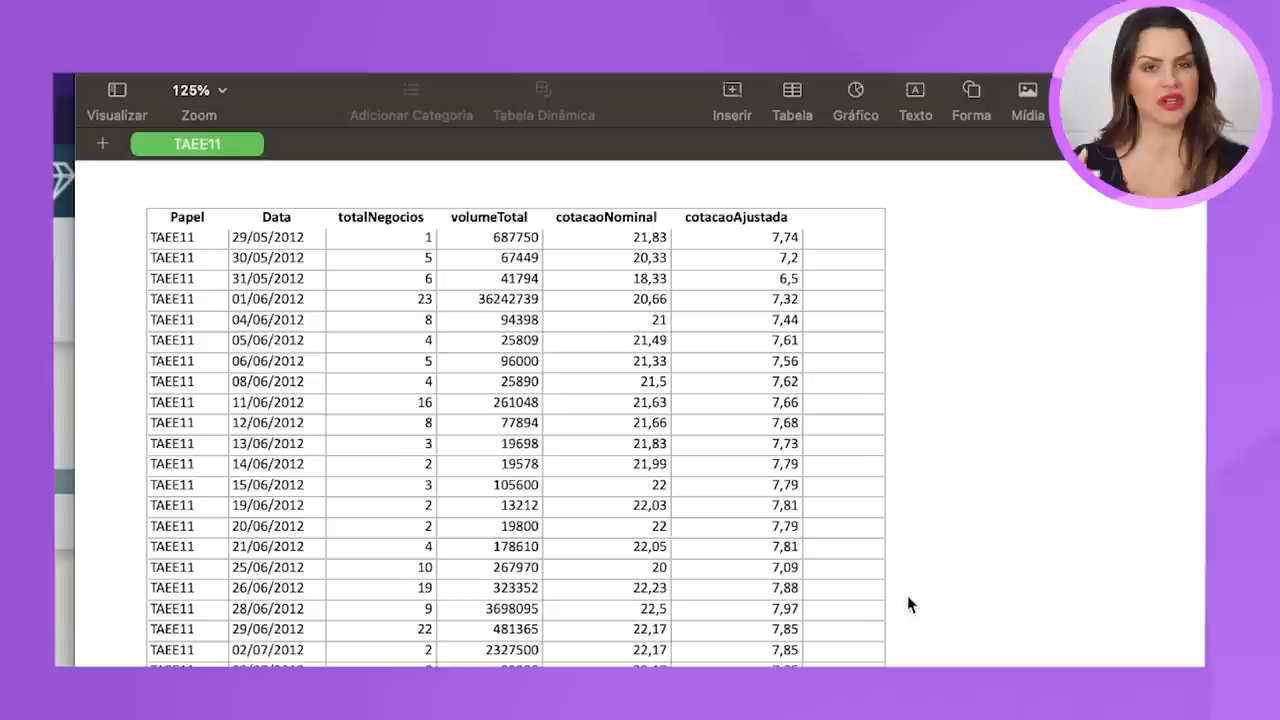 125%
Visualizar Zoom Adicionar Categoria Tabela Dinâmica Inserir Tabela Gráfico Texto Forma Mídia
TAEE11
Papel Data totalNegocios volumeTotal cotacaoNominal cotacaoAjustada
TAEE11 29/05/2012 1 687750 21,83 7,74
TAEE11 30/05/2012 5 67449 20,33 7,2
TAEE11 31/05/2012 6 41794 18,33 6,5
TAEE11 01/06/2012 23 36242739 20,66 7,32
TAEE11 04/06/2012 8 94398 21 7,44
TAEE11 05/06/2012 4 25809 21,49 7,61
TAEE11 06/06/2012 5 96000 21,33 7,56
TAEE11 08/06/2012 4 25890 21,5 7,62
TAEE11 11/06/2012 16 261048 21,63 7,66
TAEE11 12/06/2012 8 77894 21,66 7,68
TAEE11 13/06/2012 3 19698 21,83 7,73
TAEE11 14/06/2012 2 19578 21,99 7,79
TAEE11 15/06/2012 3 105600 22 7,79
TAEE11 19/06/2012 2 13212 22,03 7,81
TAEE11 20/06/2012 2 19800 22 7,79
TAEE11 21/06/2012 4 178610 22,05 7,81
TAEE11 25/06/2012 10 267970 20 7,09
TAEE11 26/06/2012 19 323352 22,23 7,88
TAEE11 28/06/2012 9 3698095 22,5 7,97
TAEE11 29/06/2012 22 481365 22,17 7,85
TAEE11 02/07/2012 2 2327500 22,17 7,85